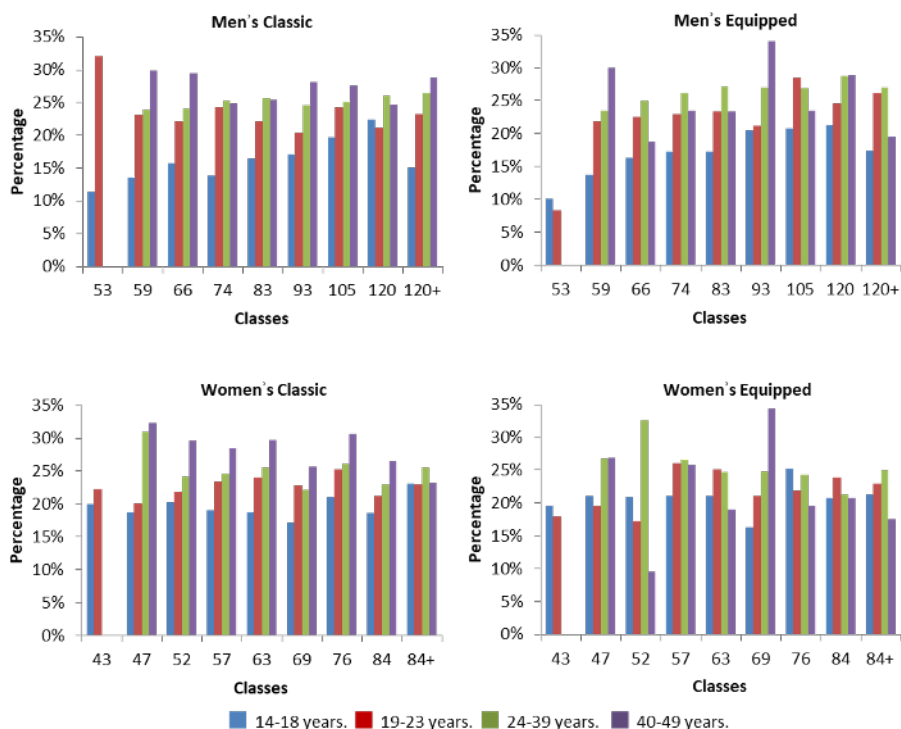 Men's Classic
35%
30%
25%
20%
15%
10%
5%
0%
Percentage
53 59 66 74 83 93 105 120 120+
Classes
Men's Equipped
35%
30%
25%
20%
15%
10%
5%
0%
Percentage
53 59 66 74 83 93 105 120 120+
Classes
Women's Classic
35%
30%
25%
20%
15%
10%
5%
0%
Percentage
43 47 52 57 63 69 76 84 84+
Classes
Women's Equipped
35%
30%
25%
20%
15%
10%
5%
0%
Percentage
43 47 52 57 63 69 76 84 84+
Classes
14-18 years. 19-23 years. 24-39 years. 40-49 years.